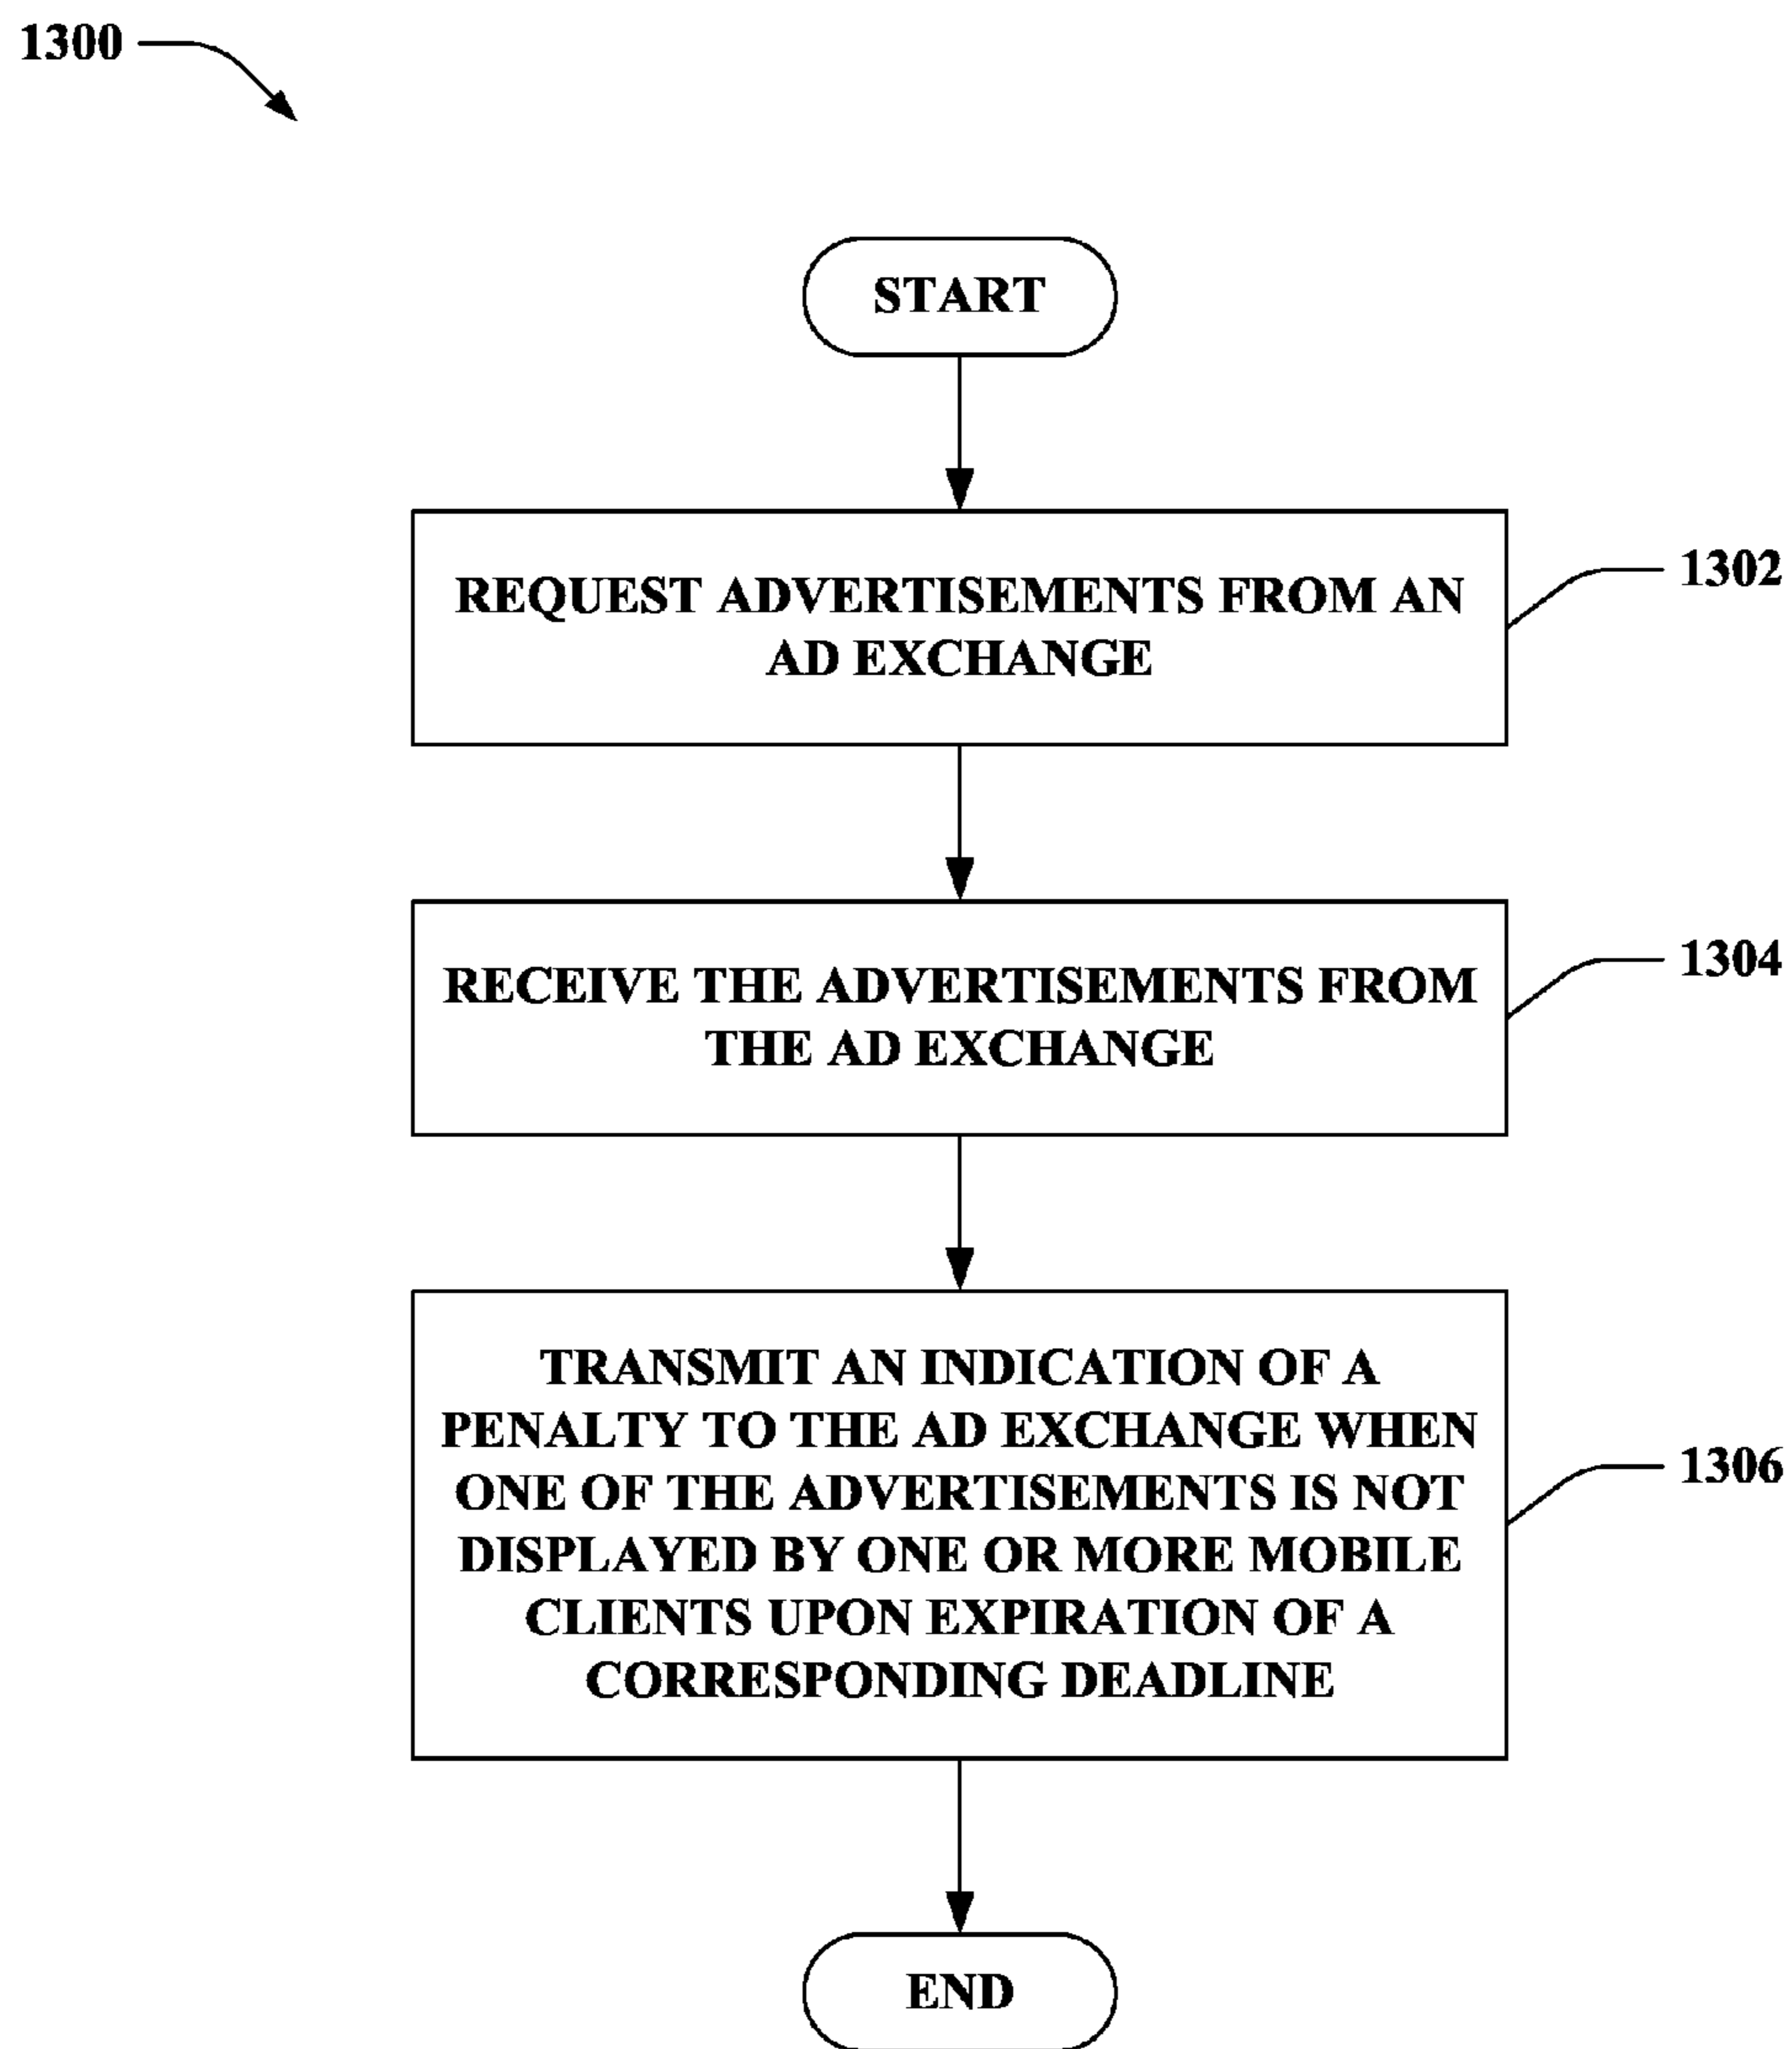 1300
START
REQUEST ADVERTISEMENTS FROM AN
AD EXCHANGE
1302
RECEIVE THE ADVERTISEMENTS FROM
THE AD EXCHANGE
1304
TRANSMIT AN INDICATION OF A
PENALTY TO THE AD EXCHANGE WHEN
ONE OF THE ADVERTISEMENTS IS NOT
DISPLAYED BY ONE OR MORE MOBILE
CLIENTS UPON EXPIRATION OF A
CORRESPONDING DEADLINE
1306
END